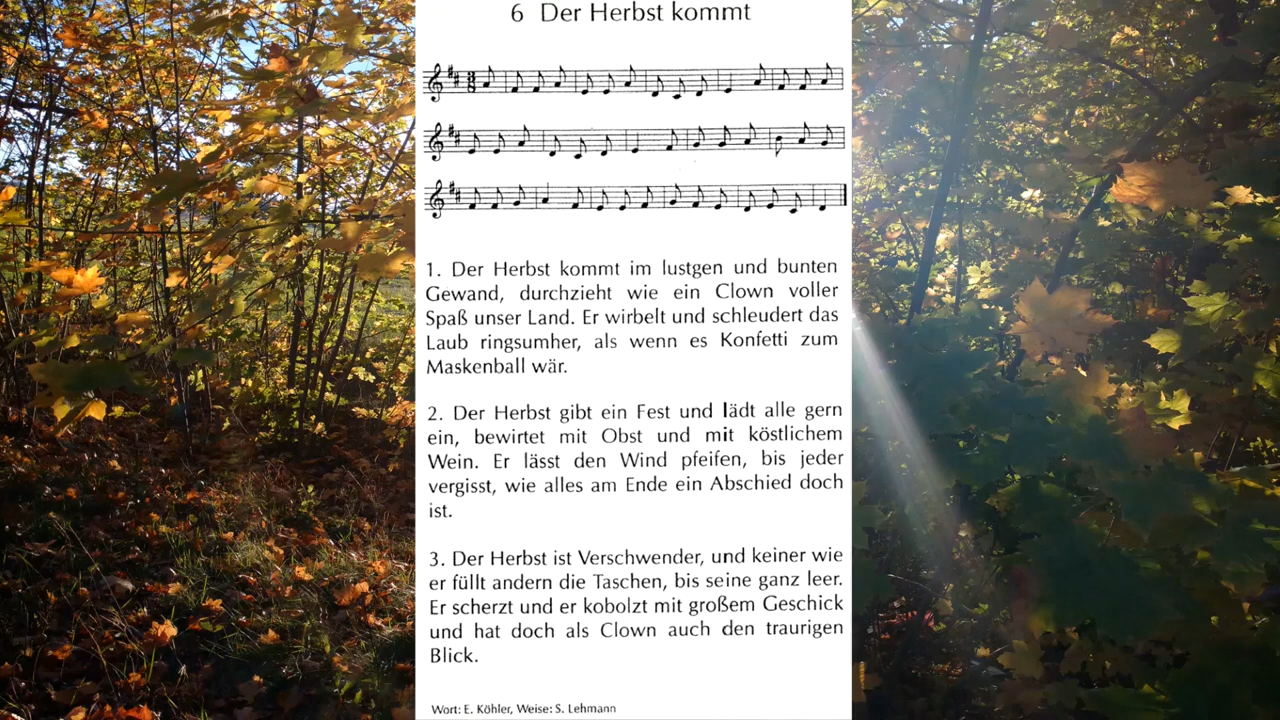 6 Der Herbst kommt
3
8
1. Der Herbst kommt im lustgen und bunten
Gewand, durchzieht wie ein Clown voller
Spaß unser Land. Er wirbelt und schleudert das
Laub ringsumher, als wenn es Konfetti zum
Maskenball wär.
2. Der Herbst gibt ein Fest und lädt alle gern
ein, bewirtet mit Obst und mit köstlichem
Wein. Er lässt den Wind pfeifen, bis jeder
vergisst, wie alles am Ende ein Abschied doch
ist.
3. Der Herbst ist Verschwender, und keiner wie
er füllt andern die Taschen, bis seine ganz leer.
Er scherzt und er kobolzt mit großem Geschick
und hat doch als Clown auch den traurigen
Blick.
Wort: E. Köhler, Weise: S. Lehmann